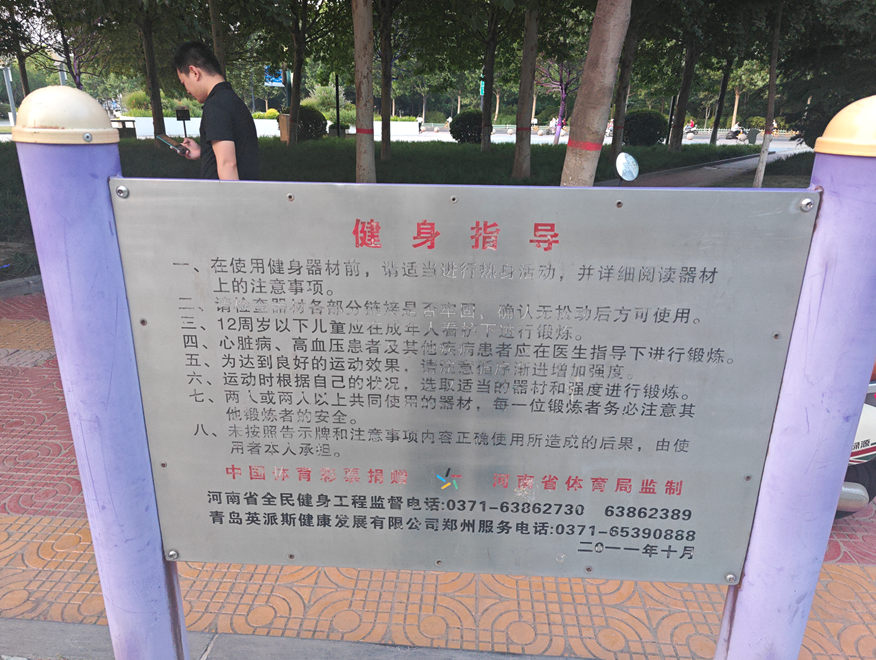 健身指导
一、在使用健身器材前，请适当进行热身活动，并详细阅读器材
上的注意事项。
二、请检查器材各部分链接是否牢固，确认无松动后方可使用。
三、12周岁以下儿童应在成年人看护下进行锻炼。
四、心脏病、高血压患者及其他疾病患者应在医生指导下进行锻炼。
五、为达到良好的运动效果，请注意循序渐进增加强度。
六、运动时根据自己的状况，选取适当的器材和强度进行锻炼。
七、两人或两人以上共同使用的器材，每一位锻炼者务必注意其
他锻炼者的安全。
八、未按照告示牌和注意事项内容正确使用所造成的后果，由使
用者本人承担。
中国体育彩票捐赠 河南省体育局监制
河南省全民健身工程监督电话:0371-63862730 63862389
青岛英派斯健康发展有限公司郑州服务电话:0371-65390888
二〇一一年十月